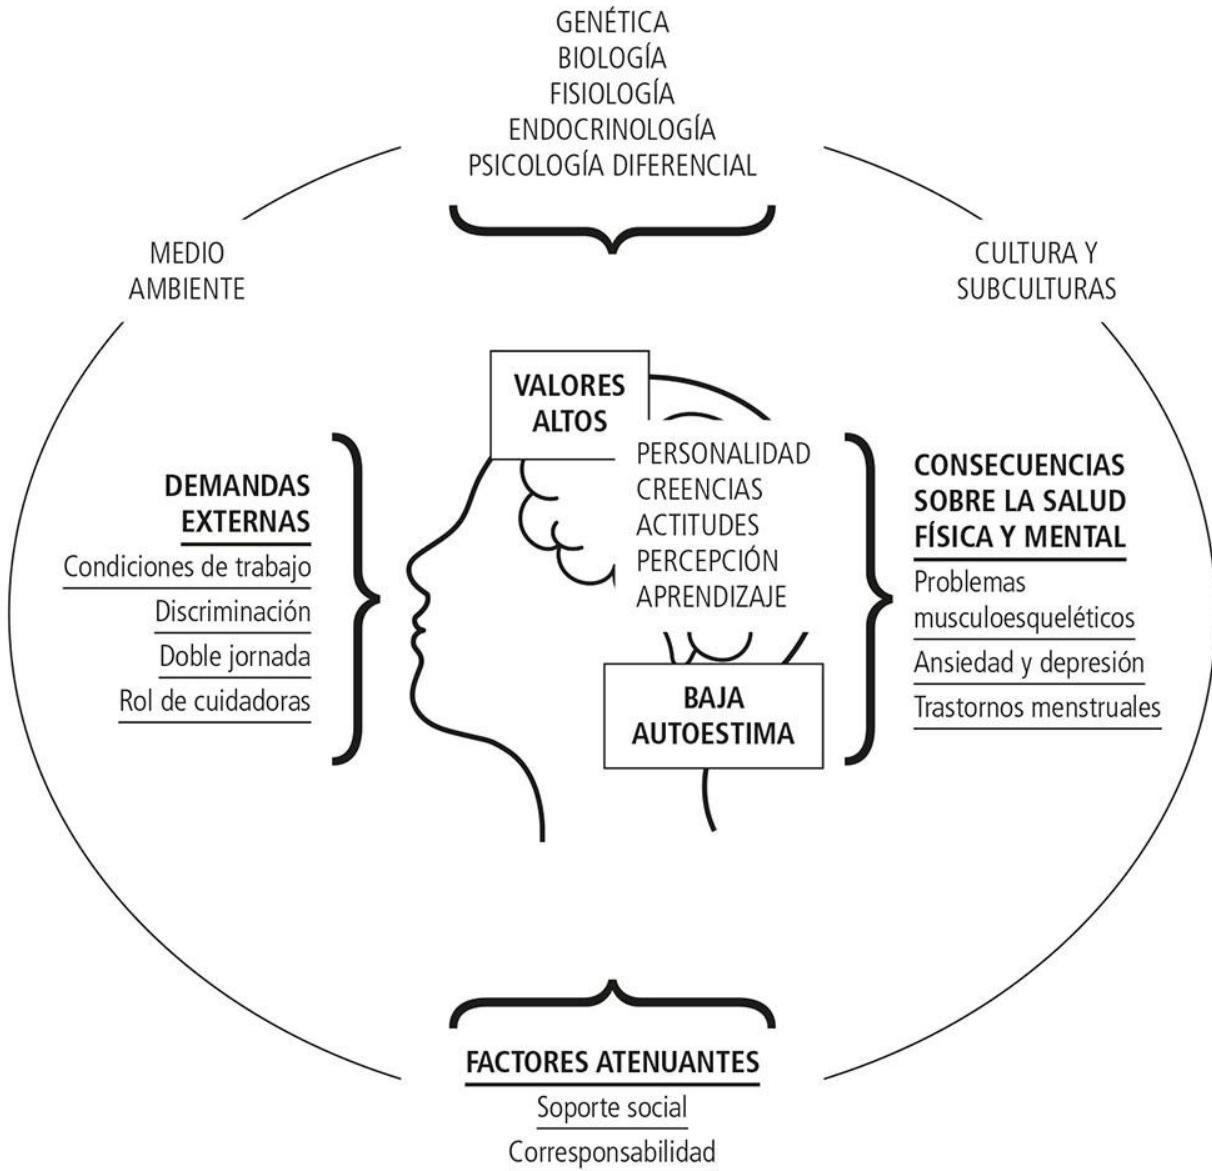 GENÉTICA
BIOLOGÍA
FISIOLOGÍA
ENDOCRINOLOGÍA
PSICOLOGÍA DIFERENCIAL
MEDIO
AMBIENTE
CULTURA Y
SUBCULTURAS
DEMANDAS
EXTERNAS
Condiciones de trabajo
Discriminación
Doble jornada
Rol de cuidadoras
VALORES
ALTOS
PERSONALIDAD
CREENCIAS
ACTITUDES
PERCEPCIÓN
APRENDIZAJE
BAJA
AUTOESTIMA
CONSECUENCIAS
SOBRE LA SALUD
FÍSICA Y MENTAL
Problemas
musculoesqueléticos
Ansiedad y depresión
Trastornos menstruales
FACTORES ATENUANTES
Soporte social
Corresponsabilidad